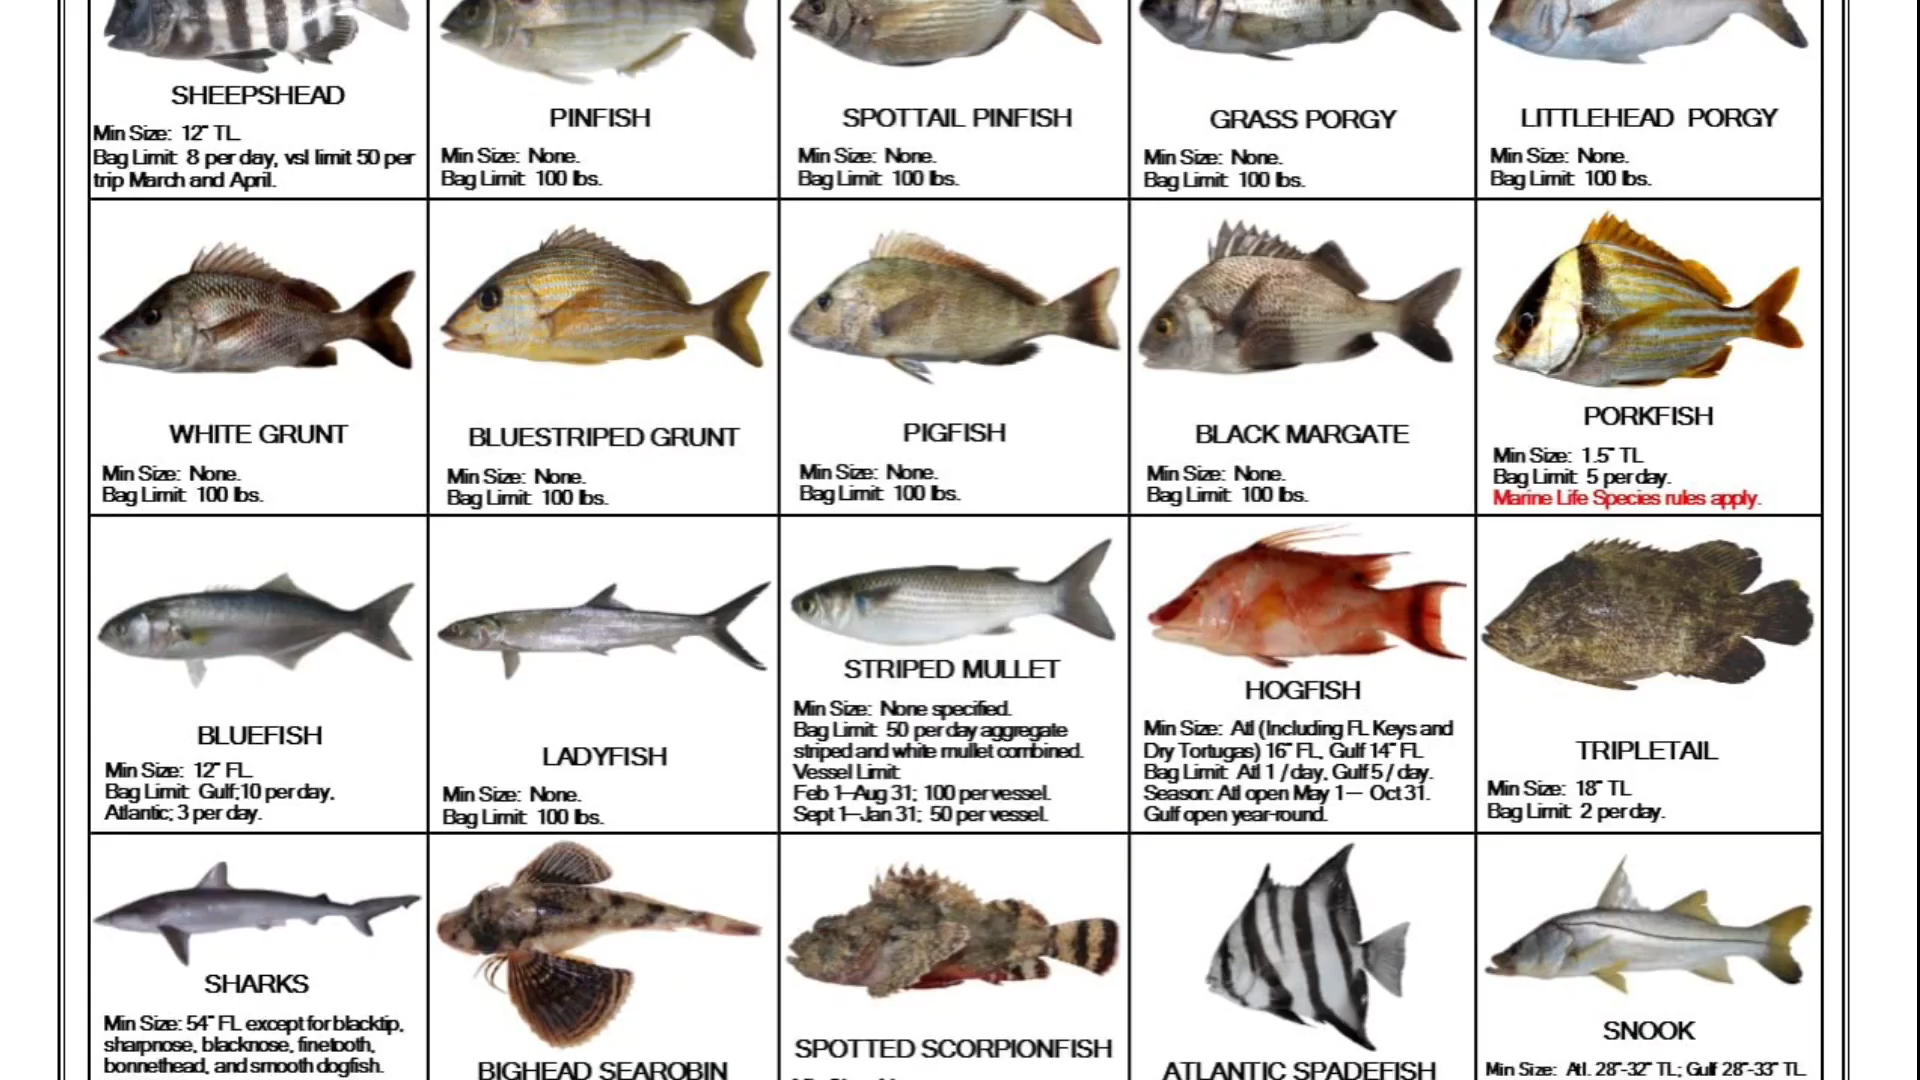 SHEEPSHEAD
Min Size: 12" TL
Bag Limit: 8 per day, vsl limit 50 per
trip March and April.
PINFISH
Min Size: None.
Bag Limit: 100 lbs.
SPOTTAIL PINFISH
Min Size: None.
Bag Limit: 100 lbs.
GRASS PORGY
Min Size: None.
Bag Limit: 100 lbs.
LITTLEHEAD PORGY
Min Size: None.
Bag Limit: 100 lbs.
WHITE GRUNT
Min Size: None.
Bag Limit: 100 lbs.
BLUESTRIPED GRUNT
Min Size: None.
Bag Limit: 100 lbs.
PIGFISH
Min Size: None.
Bag Limit: 100 lbs.
BLACK MARGATE
Min Size: None.
Bag Limit: 100 lbs.
PORKFISH
Min Size: 1.5" TL
Bag Limit: 5 per day.
Marine Life Species rules apply.
BLUEFISH
Min Size: 12" FL
Bag Limit: Gulf;10 per day,
Atlantic; 3 per day.
LADYFISH
Min Size: None.
Bag Limit: 100 lbs.
STRIPED MULLET
Min Size: None specified.
Bag Limit: 50 per day aggregate
striped and white mullet combined.
Vessel Limit:
Feb 1—Aug 31; 100 per vessel.
Sept 1—Jan 31; 50 per vessel.
HOGFISH
Min Size: Atl (Including FL Keys and
Dry Tortugas) 16" FL, Gulf 14" FL
Bag Limit: Atl 1 / day, Gulf 5 / day.
Season: Atl open May 1— Oct 31.
Gulf open year-round.
TRIPLETAIL
Min Size: 18" TL
Bag Limit: 2 per day.
SHARKS
Min Size: 54" FL except for blacktip,
sharpnose, blacknose, finetooth,
bonnethead, and smooth dogfish.
BIGHEAD SEAROBIN
SPOTTED SCORPIONFISH
ATLANTIC SPADEFISH
SNOOK
Min Size: Atl. 28"-32" TL; Gulf 28"-33" TL